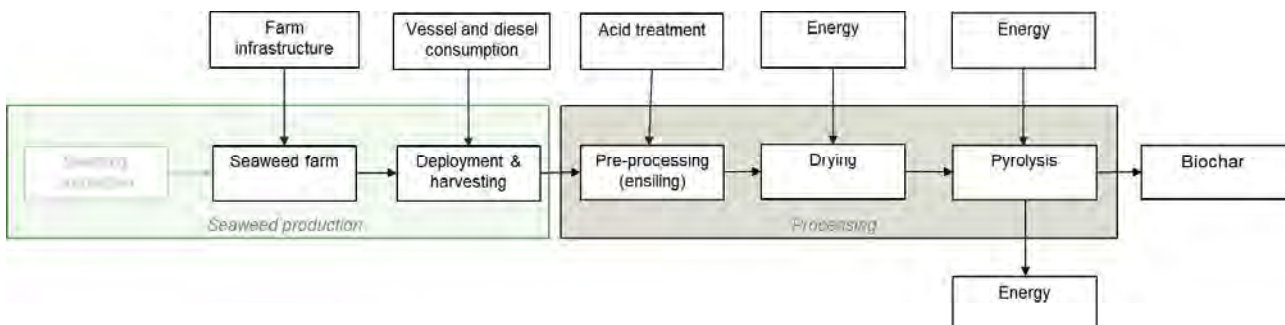 Farm
infrastructure
Vessel and diesel
consumption
Acid treatment
Energy
Energy
Seaweed farm
Deployment &
harvesting
Pre-processing
(ensiling)
Drying
Pyrolysis
Biochar
Seaweed production
Processing
Energy